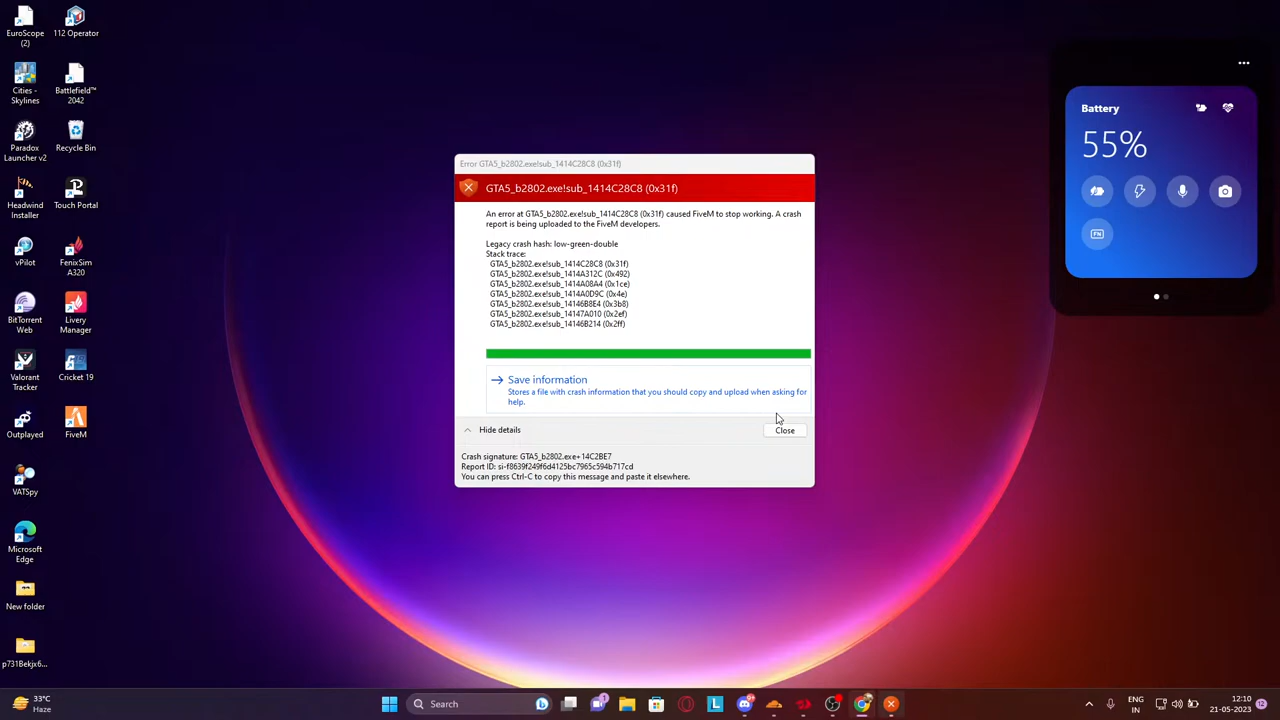 EuroScope
(2)
112 Operator
Cities -
Skylines
Battlefield™
2042
Paradox
Launcher v2
Recycle Bin
Headwind
Installer
Touch Portal
vPilot
FenixSim
A320
BitTorrent
Web
Livery
Manager
Valorant
Tracker
Cricket 19
Outplayed
FiveM
VATSpy
Microsoft
Edge
New folder
p731Bekjx6...
Error GTA5_b2802.exe!sub_1414C28C8 (0x31f)
GTA5_b2802.exe!sub_1414C28C8 (0x31f)
An error at GTA5_b2802.exe!sub_1414C28C8 (0x31f) caused FiveM to stop working. A crash
report is being uploaded to the FiveM developers.
Legacy crash hash: low-green-double
Stack trace:
GTA5_b2802.exe!sub_1414C28C8 (0x31f)
GTA5_b2802.exe!sub_1414A312C (0x492)
GTA5_b2802.exe!sub_1414A08A4 (0x1ce)
GTA5_b2802.exe!sub_1414A0D9C (0x4e)
GTA5_b2802.exe!sub_14146B8E4 (0x3b8)
GTA5_b2802.exe!sub_14147A010 (0x2ef)
GTA5_b2802.exe!sub_14146B214 (0x2ff)
Save information
Stores a file with crash information that you should copy and upload when asking for
help.
Hide details
Close
Crash signature: GTA5_b2802.exe+14C2BE7
Report ID: si-f8639f249f6d4125bc7965c594b717cd
You can press Ctrl-C to copy this message and paste it elsewhere.
Battery
55%
33°C
Haze
Search
ENG
IN
12:10
21-05-2023